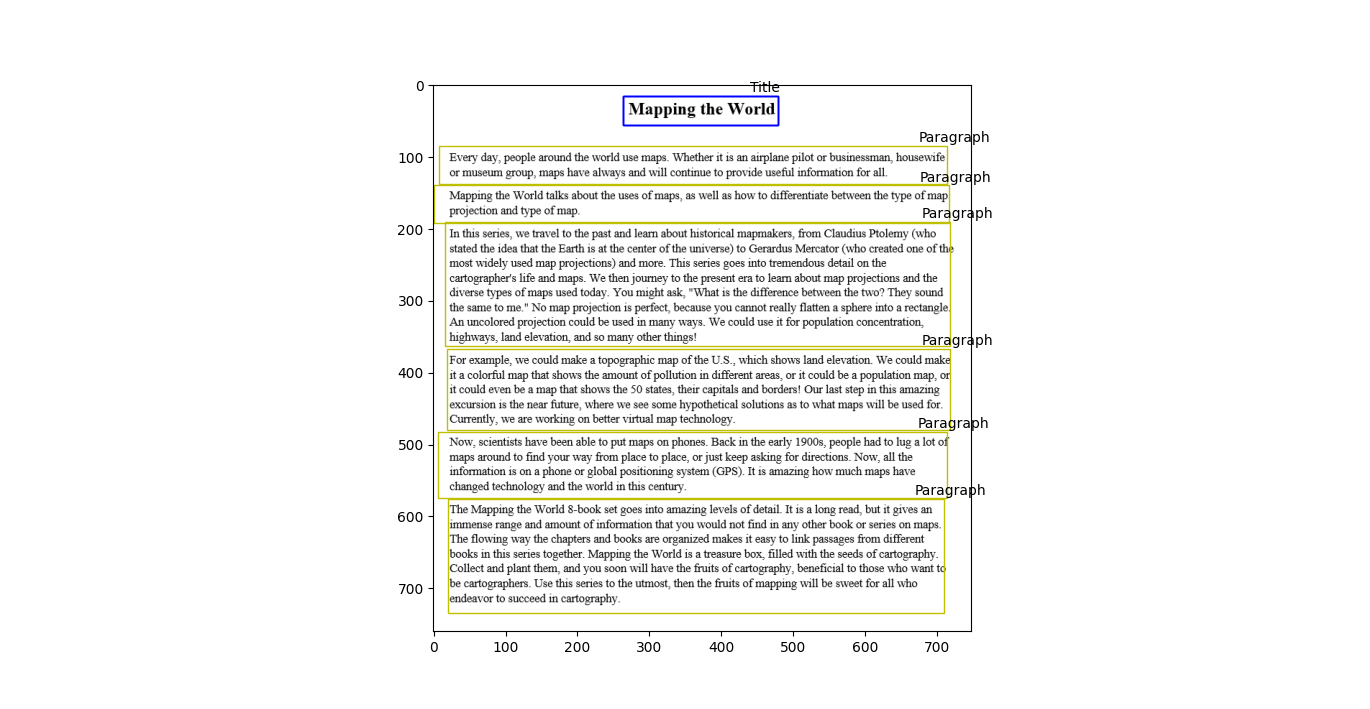 Title
Mapping the World
Paragraph
Every day, people around the world use maps. Whether it is an airplane pilot or businessman, housewife
or museum group, maps have always and will continue to provide useful information for all.
Paragraph
Mapping the World talks about the uses of maps, as well as how to differentiate between the type of map
projection and type of map.
Paragraph
In this series, we travel to the past and learn about historical mapmakers, from Claudius Ptolemy (who
stated the idea that the Earth is at the center of the universe) to Gerardus Mercator (who created one of the
most widely used map projections) and more. This series goes into tremendous detail on the
cartographer's life and maps. We then journey to the present era to learn about map projections and the
diverse types of maps used today. You might ask, "What is the difference between the two? They sound
the same to me." No map projection is perfect, because you cannot really flatten a sphere into a rectangle.
An uncolored projection could be used in many ways. We could use it for population concentration,
highways, land elevation, and so many other things!
Paragraph
For example, we could make a topographic map of the U.S., which shows land elevation. We could make
it a colorful map that shows the amount of pollution in different areas, or it could be a population map, or
it could even be a map that shows the 50 states, their capitals and borders! Our last step in this amazing
excursion is the near future, where we see some hypothetical solutions as to what maps will be used for.
Currently, we are working on better virtual map technology.
Paragraph
Now, scientists have been able to put maps on phones. Back in the early 1900s, people had to lug a lot of
maps around to find your way from place to place, or just keep asking for directions. Now, all the
information is on a phone or global positioning system (GPS). It is amazing how much maps have
changed technology and the world in this century.
Paragraph
The Mapping the World 8-book set goes into amazing levels of detail. It is a long read, but it gives an
immense range and amount of information that you would not find in any other book or series on maps.
The flowing way the chapters and books are organized makes it easy to link passages from different
books in this series together. Mapping the World is a treasure box, filled with the seeds of cartography.
Collect and plant them, and you soon will have the fruits of cartography, beneficial to those who want to
be cartographers. Use this series to the utmost, then the fruits of mapping will be sweet for all who
endeavor to succeed in cartography.
0
100
200
300
400
500
600
700
0 100 200 300 400 500 600 700